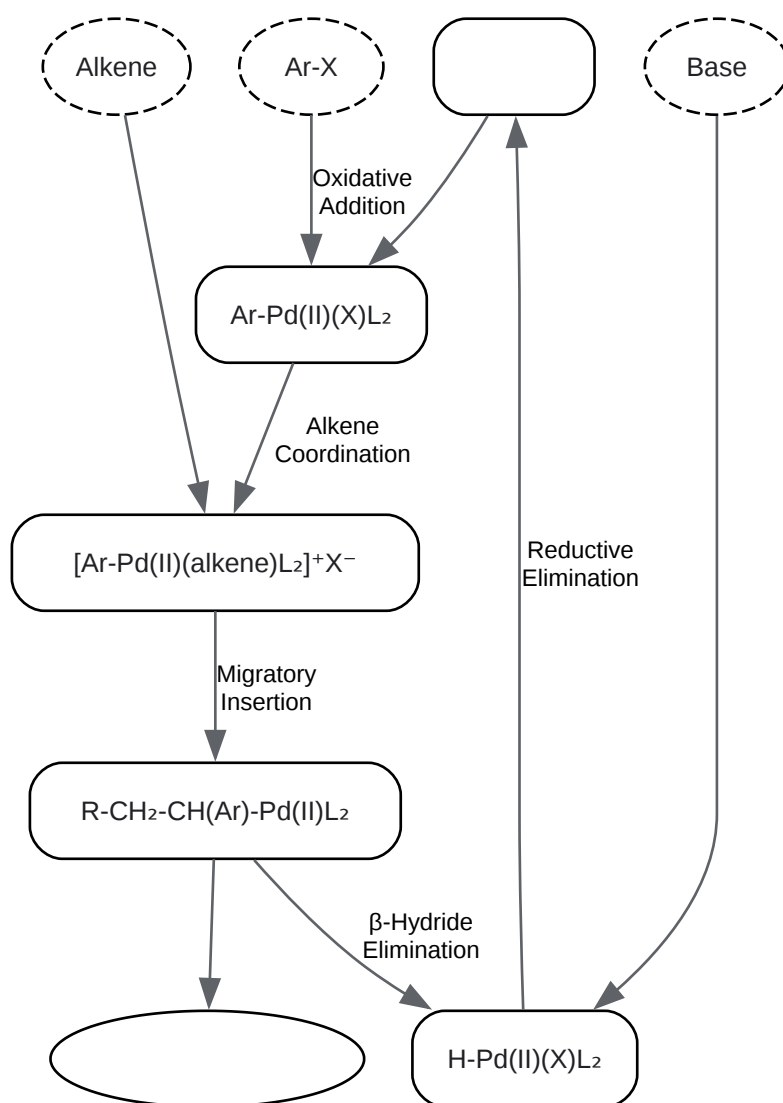 Alkene
Ar-X
Base
Oxidative
Addition
Ar-Pd(II)(X)L₂
Alkene
Coordination
[Ar-Pd(II)(alkene)L₂]⁺X⁻
Reductive
Elimination
Migratory
Insertion
R-CH₂-CH(Ar)-Pd(II)L₂
β-Hydride
Elimination
H-Pd(II)(X)L₂